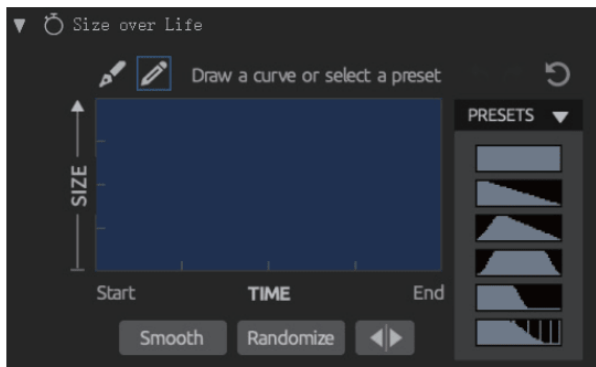 Size over Life
Draw a curve or select a preset
PRESETS
SIZE
Start TIME End
Smooth Randomize